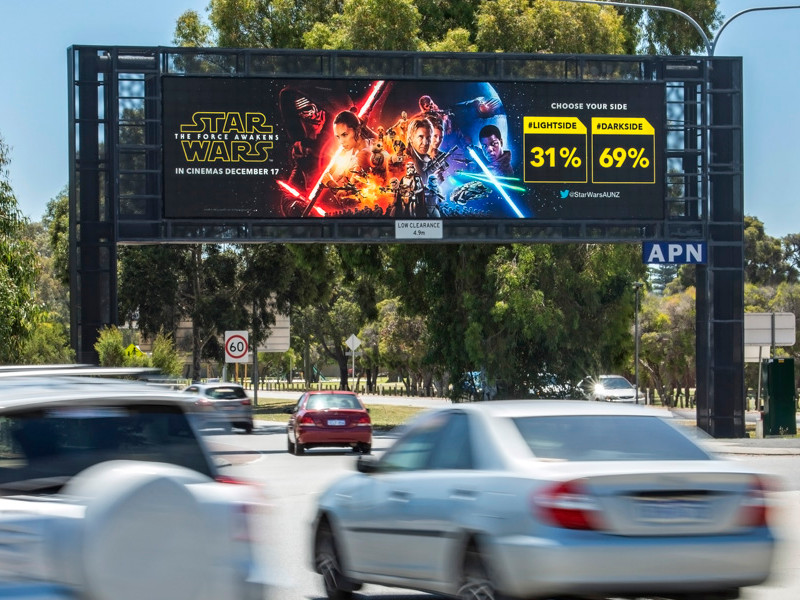 STAR
THE FORCE AWAKENS
WARS
IN CINEMAS DECEMBER 17
CHOOSE YOUR SIDE
#LIGHTSIDE
31%
#DARKSIDE
69%
@StarWarsAUNZ
LOW CLEARANCE
4.9m
APN
60